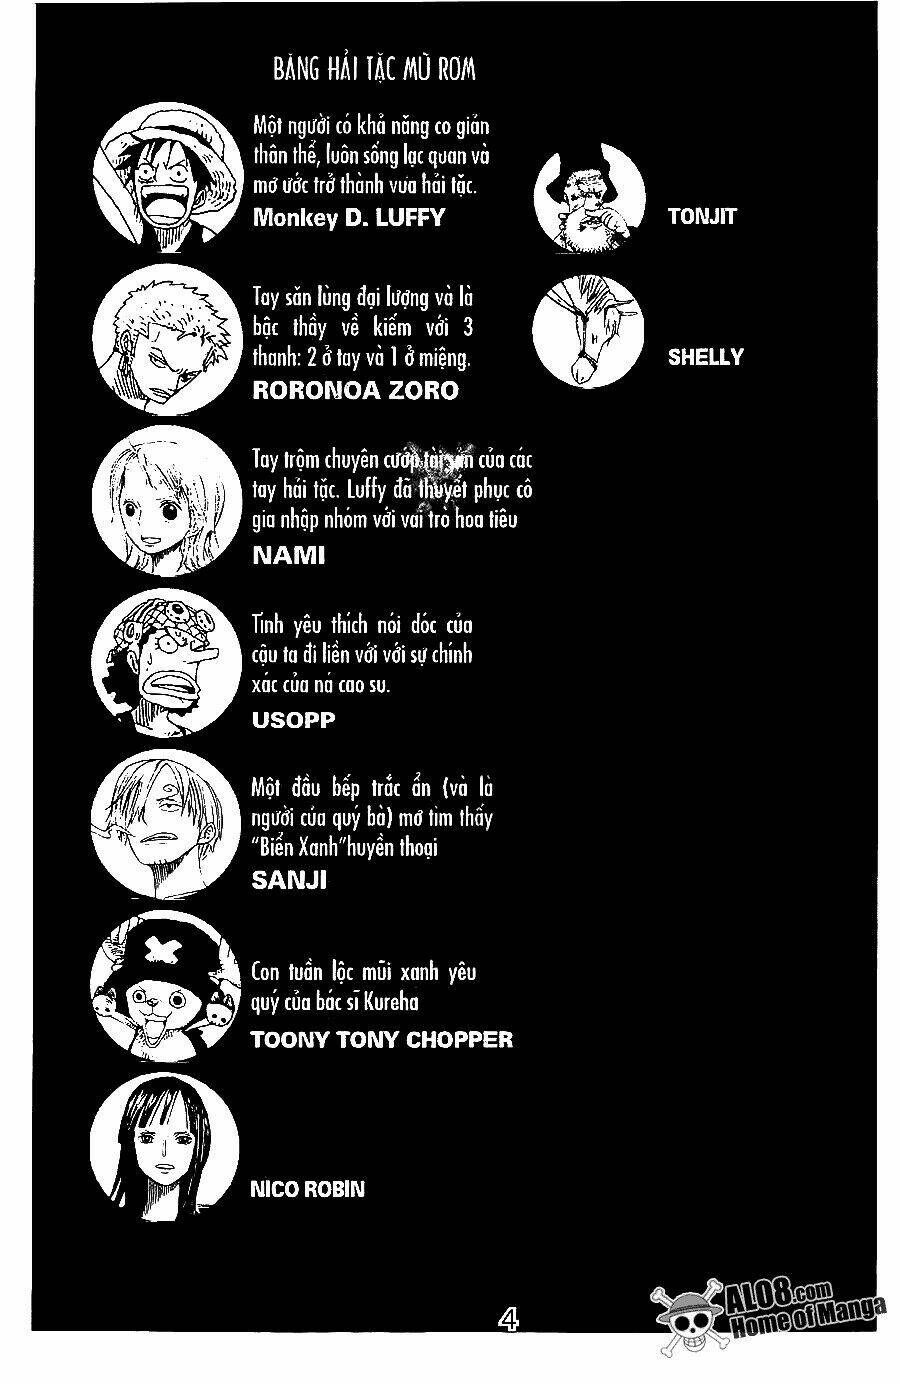 BĂNG HẢI TẶC MŨ RƠM
Một người có khả năng co giản
thân thể, luôn sống lạc quan và
mơ ước trở thành vua hải tặc.
Monkey D. LUFFY
Tay săn lùng đại lượng và là
bậc thầy về kiếm với 3
thanh: 2 ở tay và 1 ở miệng.
RORONOA ZORO
Tay trộm chuyên cướp tài sản của các
tay hải tặc. Luffy đã thuyết phục cô
gia nhập nhóm với vai trò hoa tiêu
NAMI
Tính yêu thích nói dóc của
cậu ta đi liền với với sự chính
xác của ná cao su.
USOPP
Một đầu bếp trắc ẩn (và là
người của quý bà) mơ tìm thấy
"Biển Xanh"huyền thoại
SANJI
Con tuần lộc mũi xanh yêu
quý của bác sĩ Kureha
TOONY TONY CHOPPER
NICO ROBIN
TONJIT
SHELLY
4
ALO8.com
Home of Manga